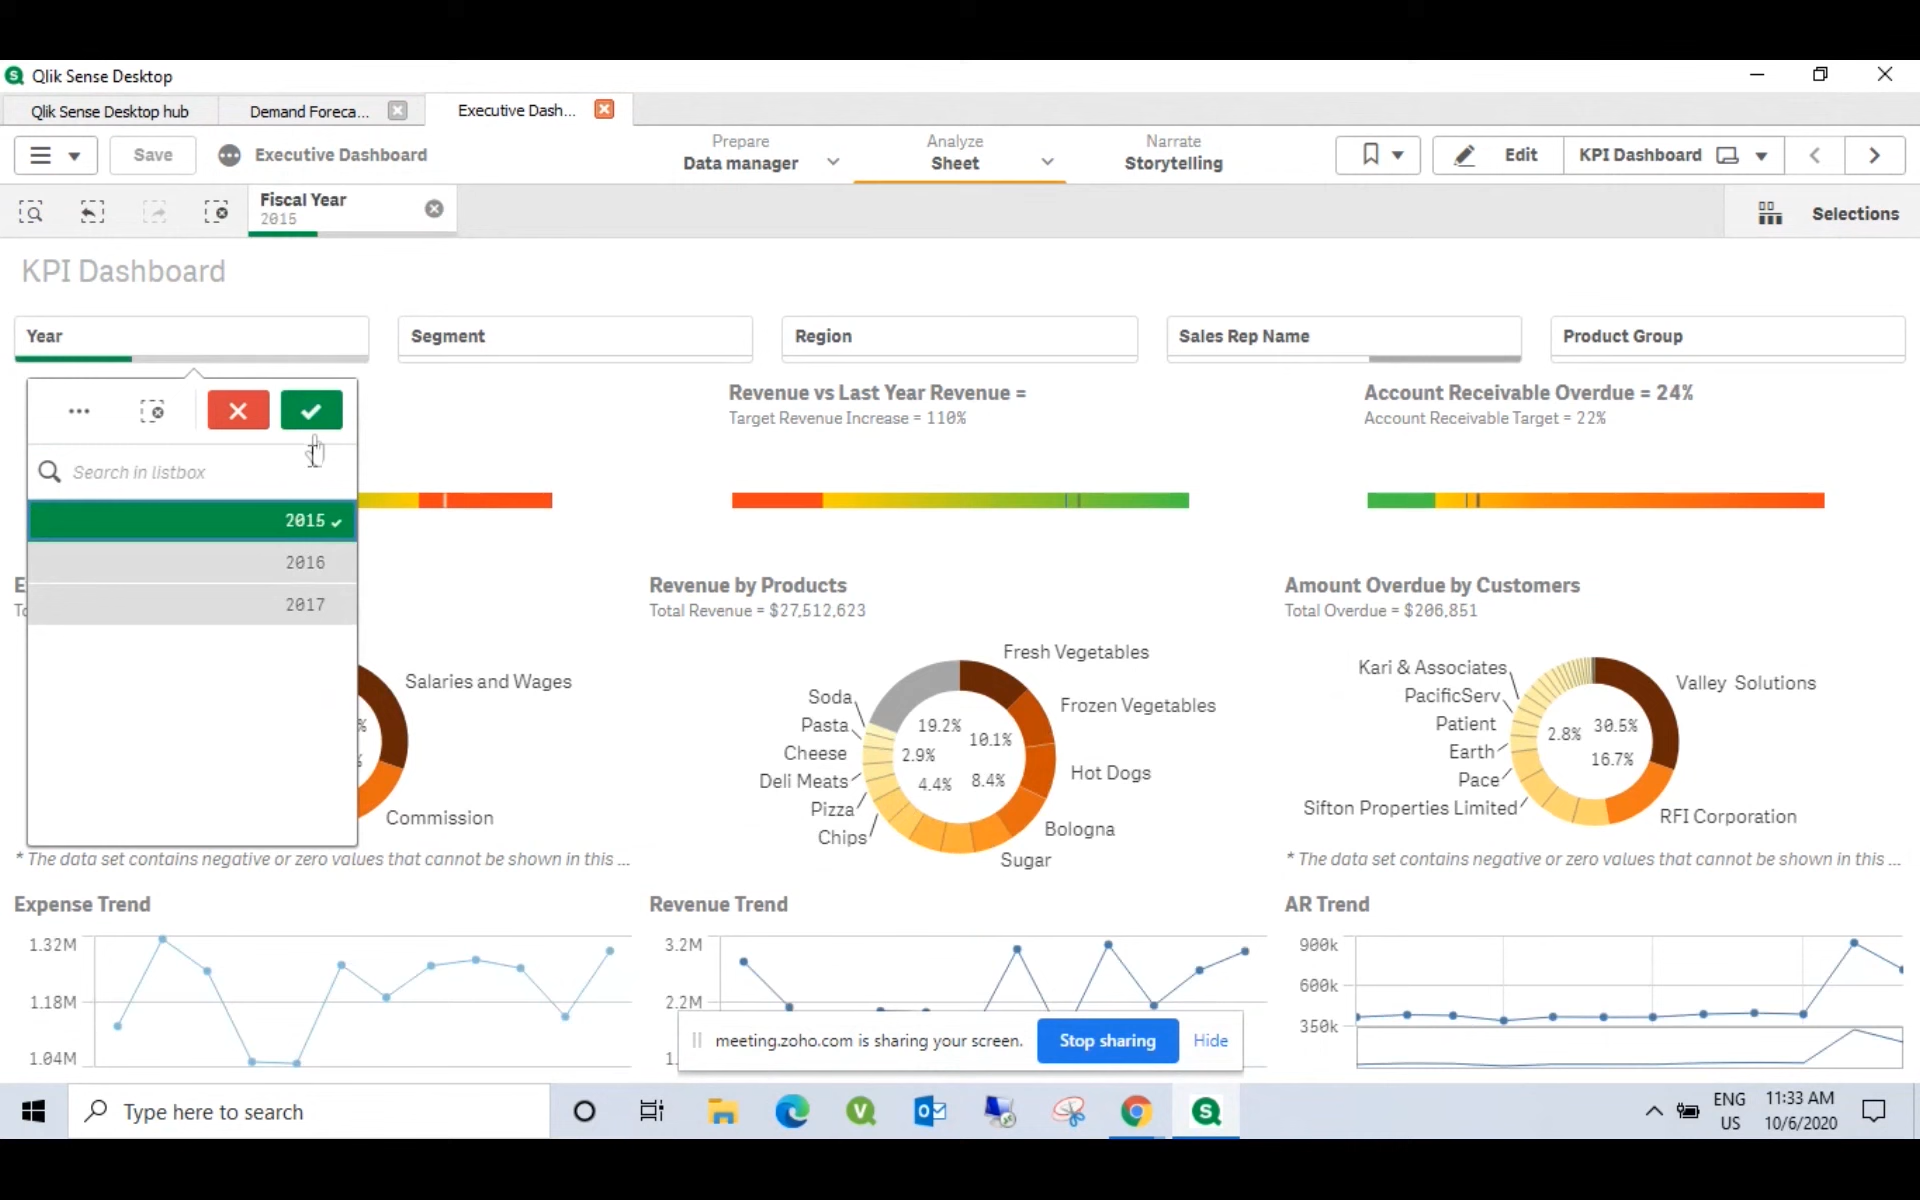 Qlik Sense Desktop
Qlik Sense Desktop hub
Demand Foreca...
Executive Dash...
Save
Executive Dashboard
Prepare
Data manager
Analyze
Sheet
Narrate
Storytelling
Edit
KPI Dashboard
Fiscal Year
2015
Selections
KPI Dashboard
Year
Segment
Region
Sales Rep Name
Product Group
Search in listbox
2015
2016
2017
Revenue vs Last Year Revenue =
Target Revenue Increase = 110%
Account Receivable Overdue = 24%
Account Receivable Target = 22%
E
To
%
Salaries and Wages
Commission
* The data set contains negative or zero values that cannot be shown in this ...
Revenue by Products
Total Revenue = $27,512,623
Fresh Vegetables
Frozen Vegetables
Hot Dogs
Bologna
Sugar
Soda
Pasta
Cheese
Deli Meats
Pizza
Chips
19.2%
10.1%
2.9%
8.4%
4.4%
Amount Overdue by Customers
Total Overdue = $206,851
Kari & Associates
PacificServ
Patient
Earth
Pace
Sifton Properties Limited
Valley Solutions
RFI Corporation
2.8%
30.5%
16.7%
* The data set contains negative or zero values that cannot be shown in this ...
Expense Trend
1.32M
1.18M
1.04M
Revenue Trend
3.2M
2.2M
1.
AR Trend
900k
600k
350k
meeting.zoho.com is sharing your screen.
Stop sharing
Hide
Type here to search
ENG
US
11:33 AM
10/6/2020